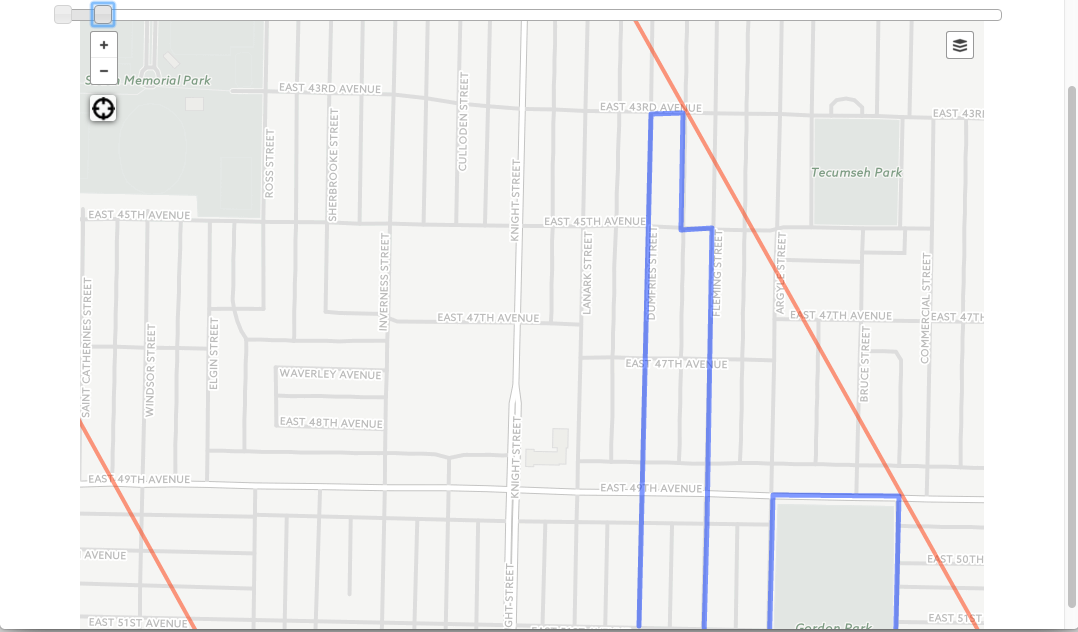 +
−
Memorial Park
EAST 43RD AVENUE
EAST 43RD AVENUE
EAST 43RD
CULLODEN STREET
ROSS STREET
SHERBROOKE STREET
KNIGHT STREET
Tecumseh Park
EAST 45TH AVENUE
EAST 45TH AVENUE
INVERNESS STREET
LANARK STREET
DUMFRIES STREET
FLEMING STREET
ARGYLE STREET
COMMERCIAL STREET
SAINT CATHERINES STREET
WINDSOR STREET
ELGIN STREET
EAST 47TH AVENUE
EAST 47TH AVENUE
EAST 47TH
BRUCE STREET
EAST 47TH AVENUE
WAVERLEY AVENUE
EAST 48TH AVENUE
KNIGHT STREET
EAST 49TH AVENUE
EAST 49TH AVENUE
AVENUE
EAST 50TH
KNIGHT STREET
EAST 51ST AVENUE
EAST 51ST
Gordon Park